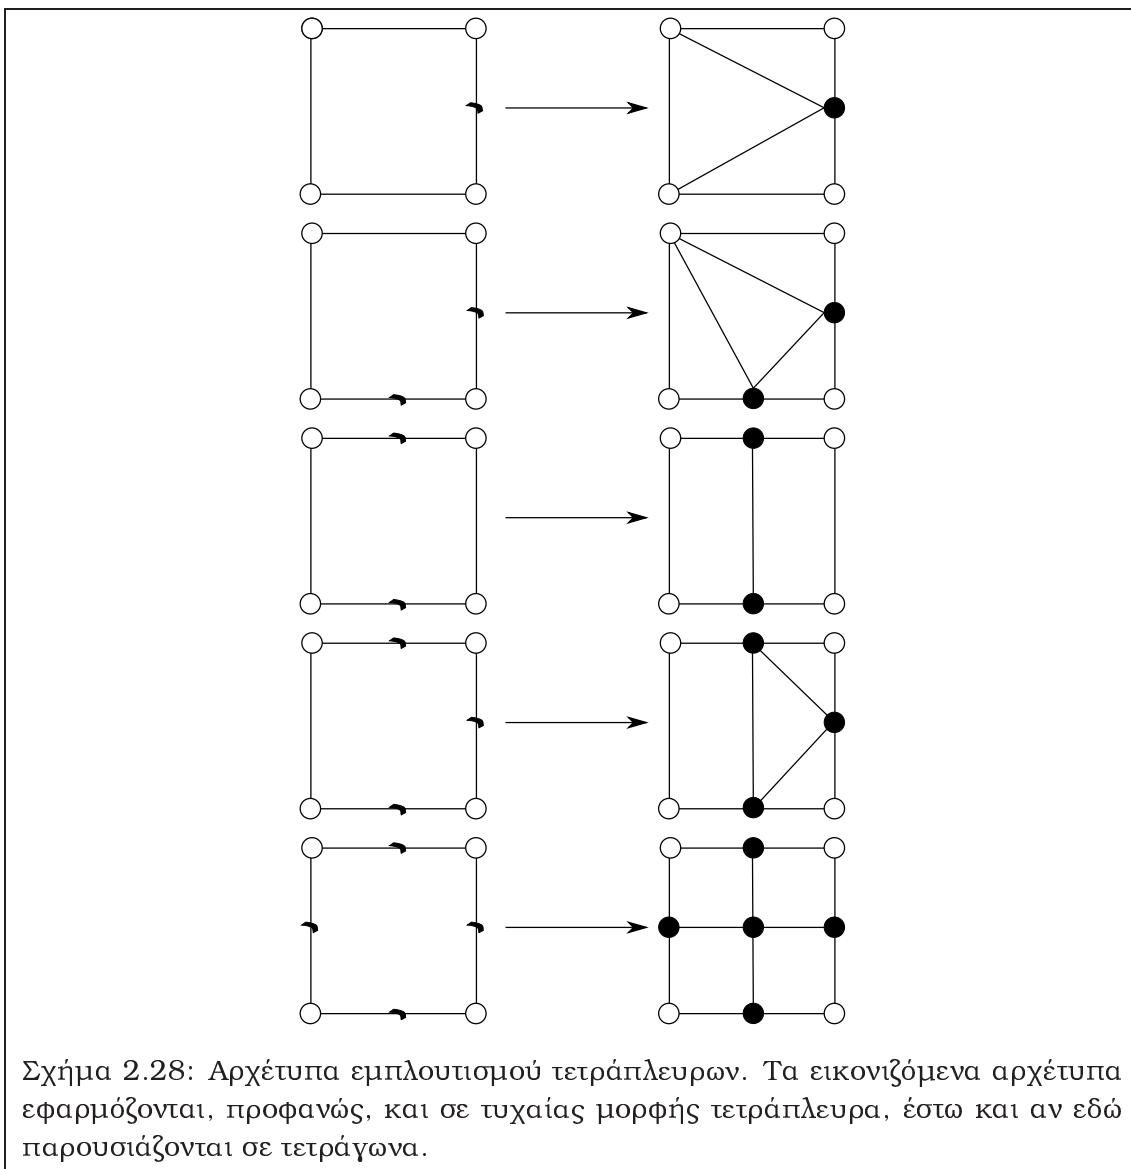 Σχήμα 2.28: Αρχέτυπα εμπλουτισμού τετράπλευρων. Τα εικονιζόμενα αρχέτυπα
εφαρμόζονται, προφανώς, και σε τυχαίας μορφής τετράπλευρα, έστω και αν εδώ
παρουσιάζονται σε τετράγωνα.